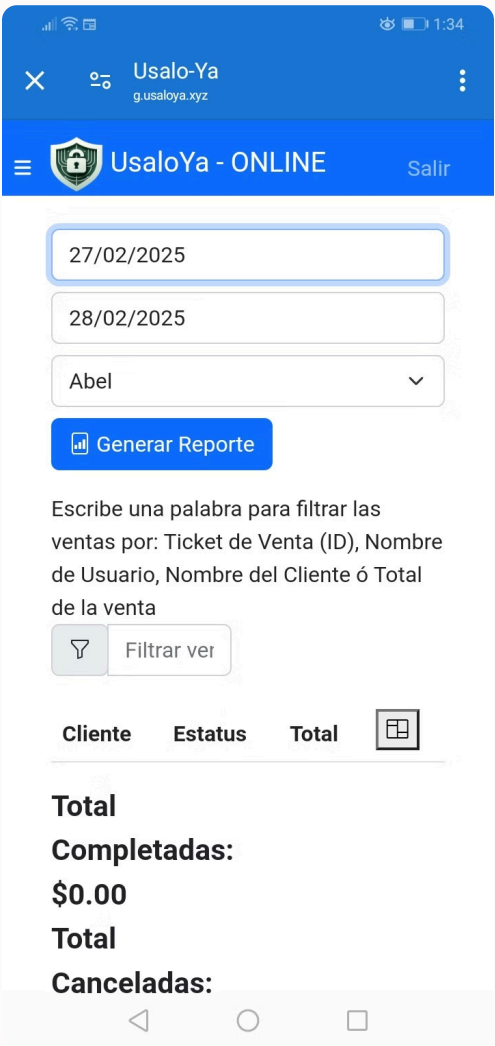 1:34
Usalo-Ya
g.usaloya.xyz
UsaloYa - ONLINE
Salir
27/02/2025
28/02/2025
Abel
Generar Reporte
Escribe una palabra para filtrar las
ventas por: Ticket de Venta (ID), Nombre
de Usuario, Nombre del Cliente ó Total
de la venta
Filtrar ver
Cliente Estatus Total
Total
Completadas:
$0.00
Total
Canceladas: